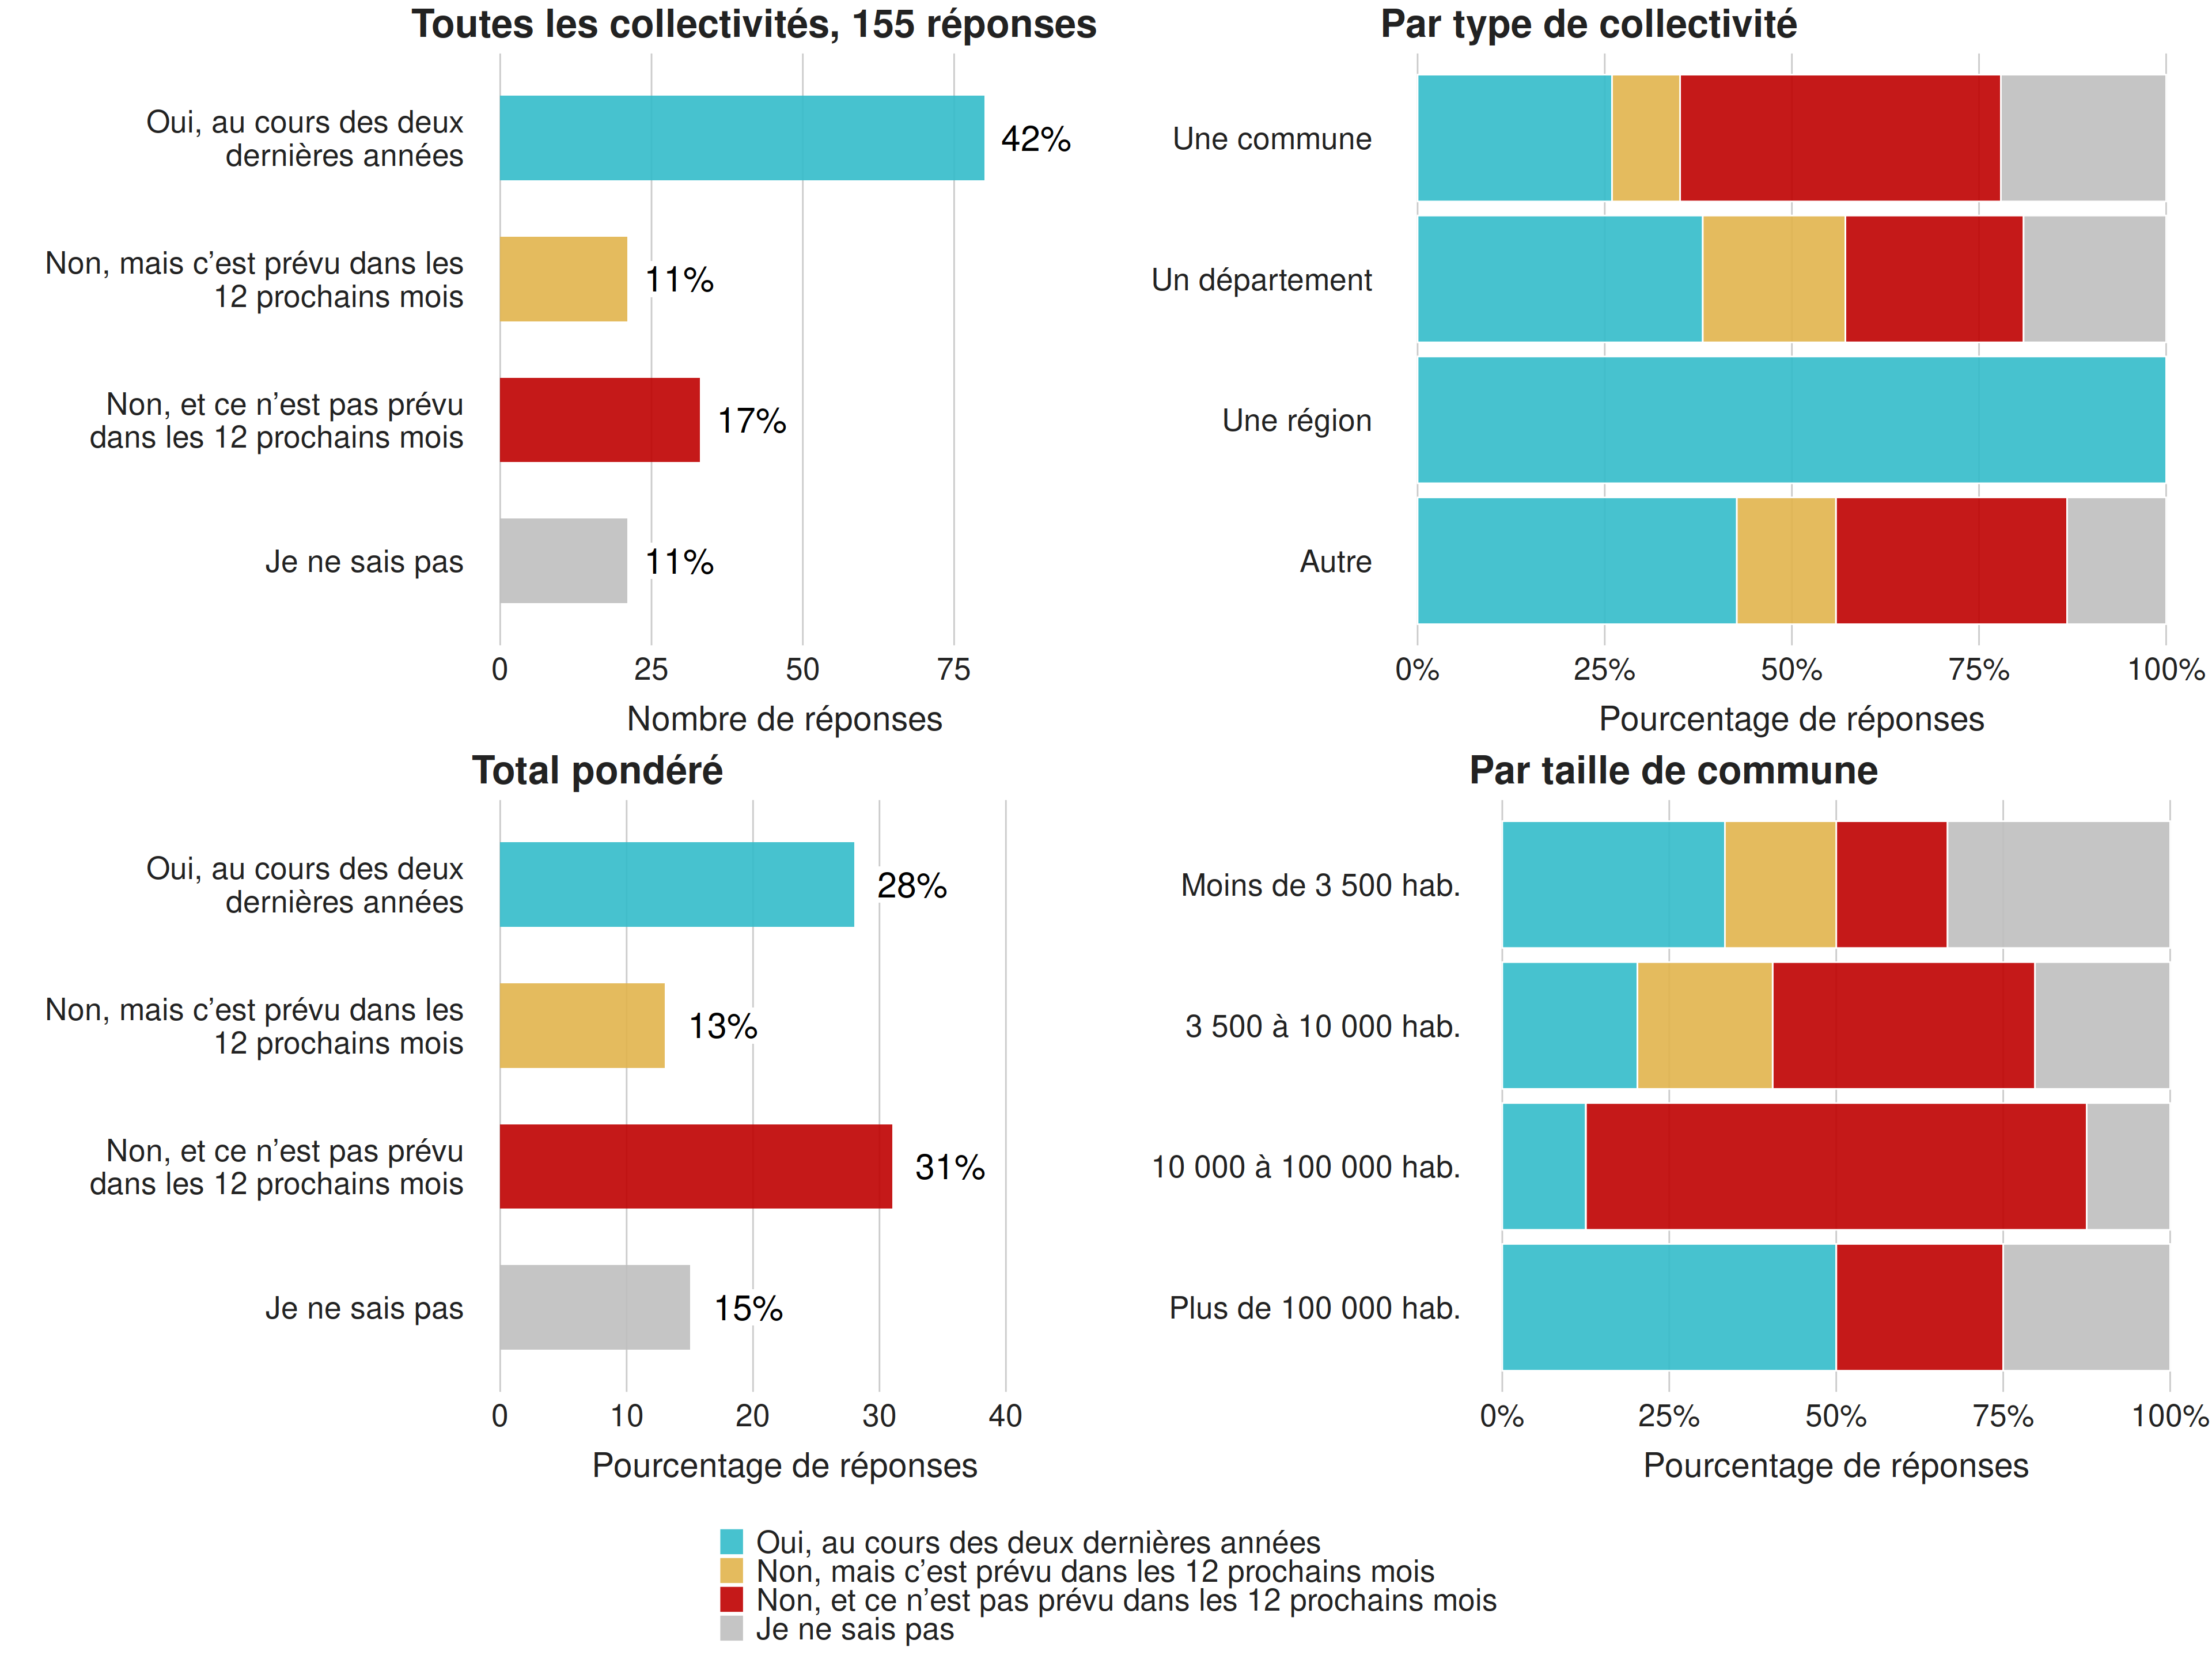 Toutes les collectivités, 155 réponses
Oui, au cours des deux
dernières années
42%
Non, mais c’est prévu dans les
12 prochains mois
11%
Non, et ce n’est pas prévu
dans les 12 prochains mois
17%
Je ne sais pas
11%
0 25 50 75
Nombre de réponses
Par type de collectivité
Une commune
Un département
Une région
Autre
0% 25% 50% 75% 100%
Pourcentage de réponses
Total pondéré
Oui, au cours des deux
dernières années
28%
Non, mais c’est prévu dans les
12 prochains mois
13%
Non, et ce n’est pas prévu
dans les 12 prochains mois
31%
Je ne sais pas
15%
0 10 20 30 40
Pourcentage de réponses
Par taille de commune
Moins de 3 500 hab.
3 500 à 10 000 hab.
10 000 à 100 000 hab.
Plus de 100 000 hab.
0% 25% 50% 75% 100%
Pourcentage de réponses
Oui, au cours des deux dernières années
Non, mais c’est prévu dans les 12 prochains mois
Non, et ce n’est pas prévu dans les 12 prochains mois
Je ne sais pas